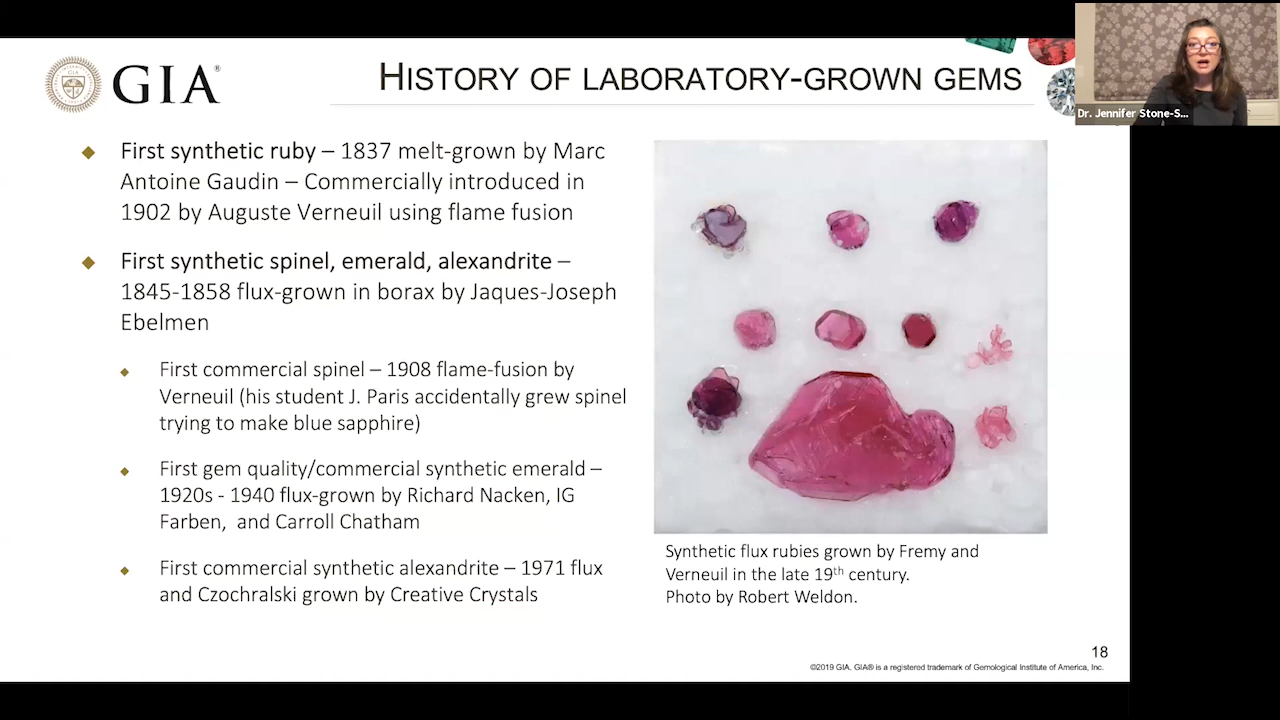 GIA®
HISTORY OF LABORATORY-GROWN GEMS
Dr. Jennifer Stone-S...
◆ First synthetic ruby – 1837 melt-grown by Marc
Antoine Gaudin – Commercially introduced in
1902 by Auguste Verneuil using flame fusion
◆ First synthetic spinel, emerald, alexandrite –
1845-1858 flux-grown in borax by Jaques-Joseph
Ebelmen
◆ First commercial spinel – 1908 flame-fusion by
Verneuil (his student J. Paris accidentally grew spinel
trying to make blue sapphire)
◆ First gem quality/commercial synthetic emerald –
1920s - 1940 flux-grown by Richard Nacken, IG
Farben, and Carroll Chatham
◆ First commercial synthetic alexandrite – 1971 flux
and Czochralski grown by Creative Crystals
Synthetic flux rubies grown by Fremy and
Verneuil in the late 19th century.
Photo by Robert Weldon.
18
©2019 GIA. GIA® is a registered trademark of Gemological Institute of America, Inc.